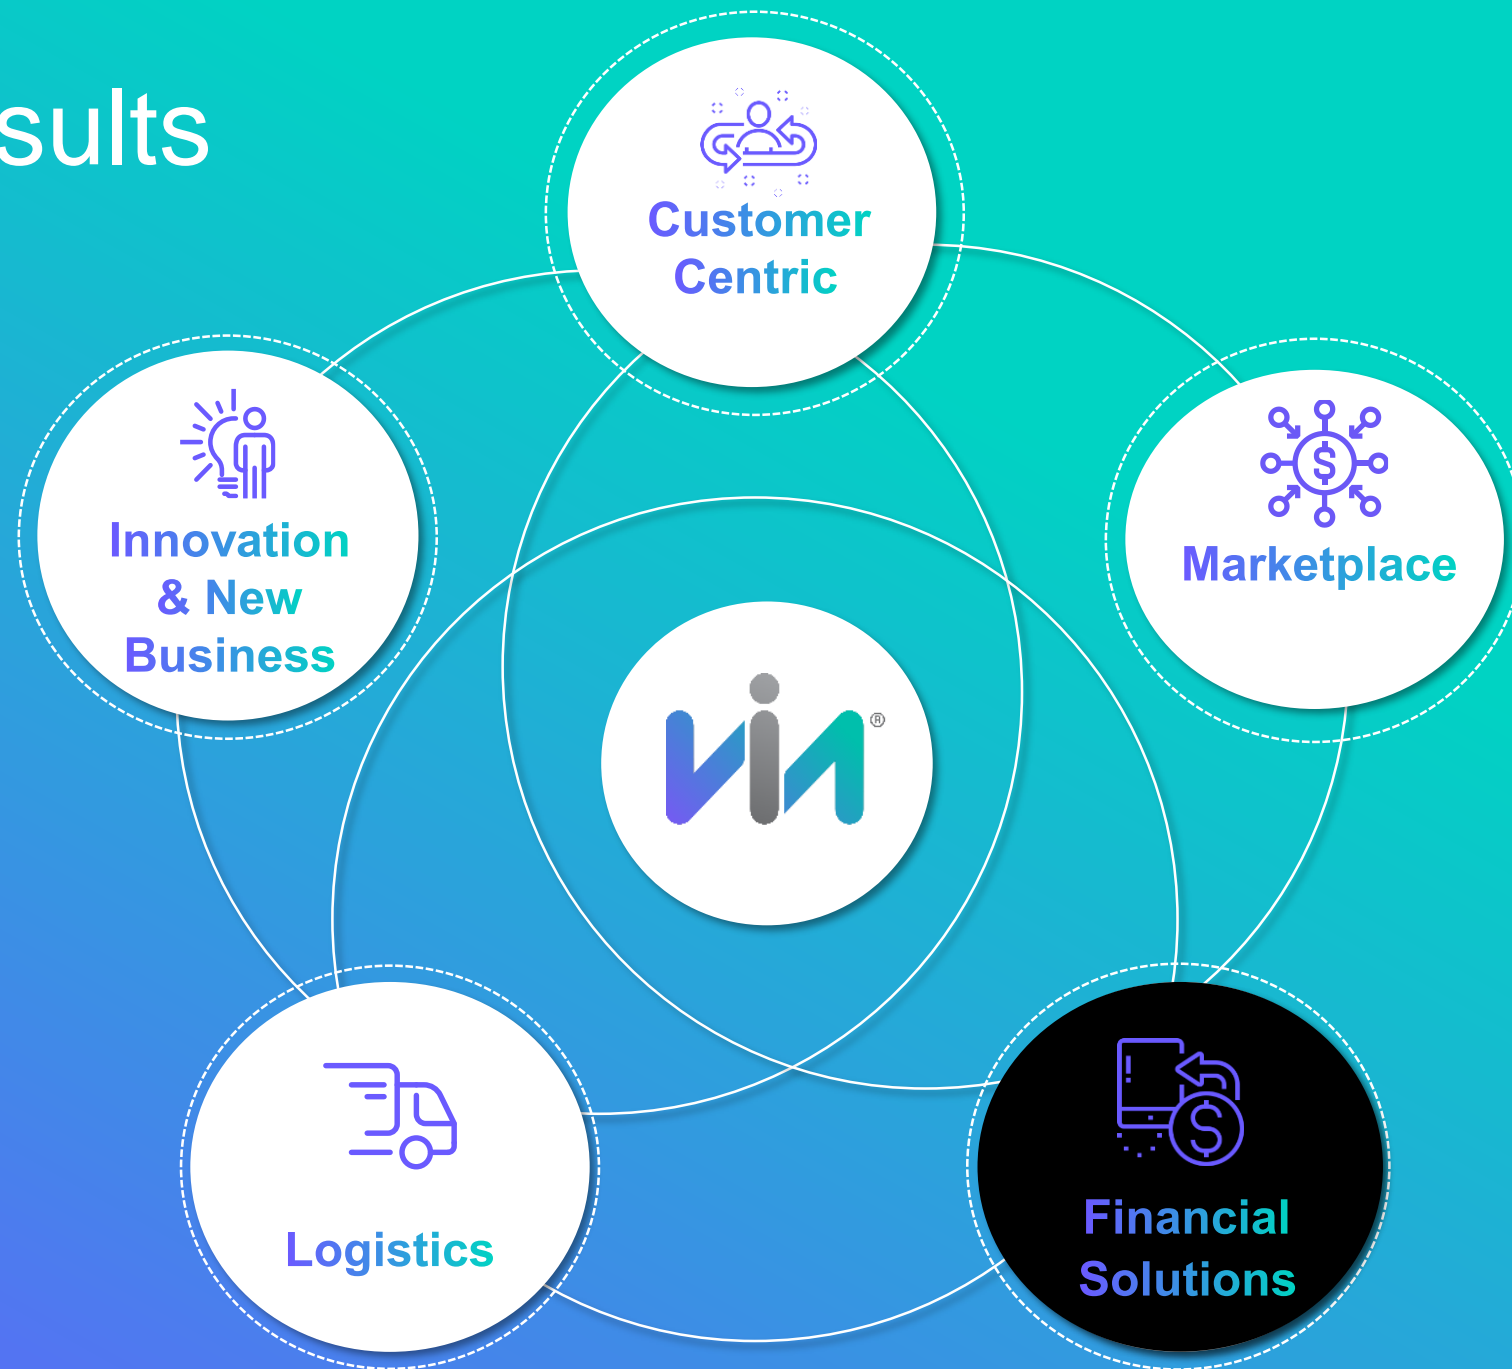 sults
Customer
Centric
Innovation
& New
Business
Marketplace
via®
Logistics
Financial
Solutions